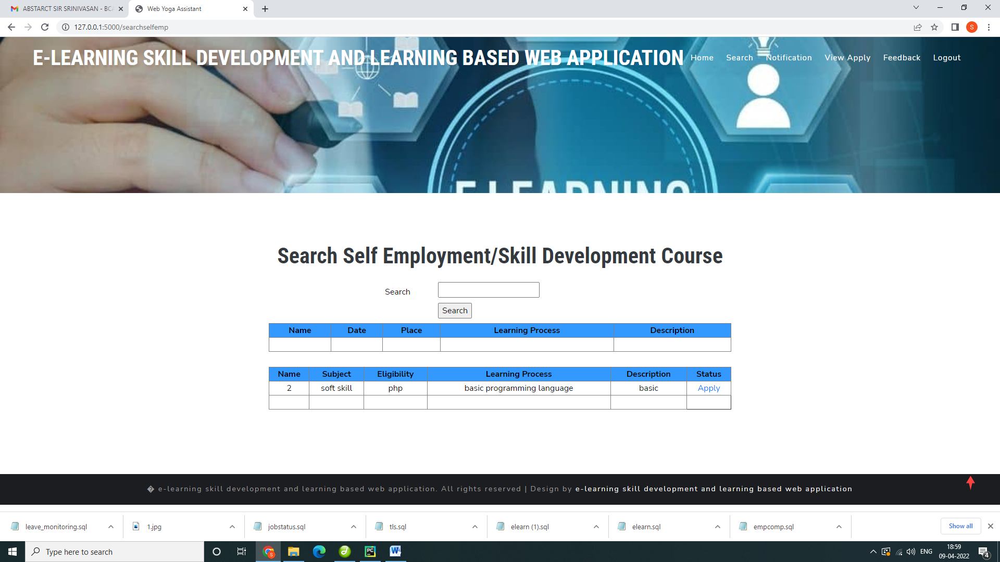 ABSTARCT SIR SRINIVASAN - BCA
Web Yoga Assistant
127.0.0.1:5000/searchselfemp
S
E-LEARNING SKILL DEVELOPMENT AND LEARNING BASED WEB APPLICATION
Home Search Notification View Apply Feedback Logout
E LEARNING
Search Self Employment/Skill Development Course
Search
Search
Name Date Place Learning Process Description
Name Subject Eligibility Learning Process Description Status
2 soft skill php basic programming language basic Apply
� e-learning skill development and learning based web application. All rights reserved | Design by e-learning skill development and learning based web application
leave_monitoring.sql 1.jpg jobstatus.sql tls.sql elearn (1).sql elearn.sql empcomp.sql Show all
Type here to search
ENG
18:59
09-04-2022
4